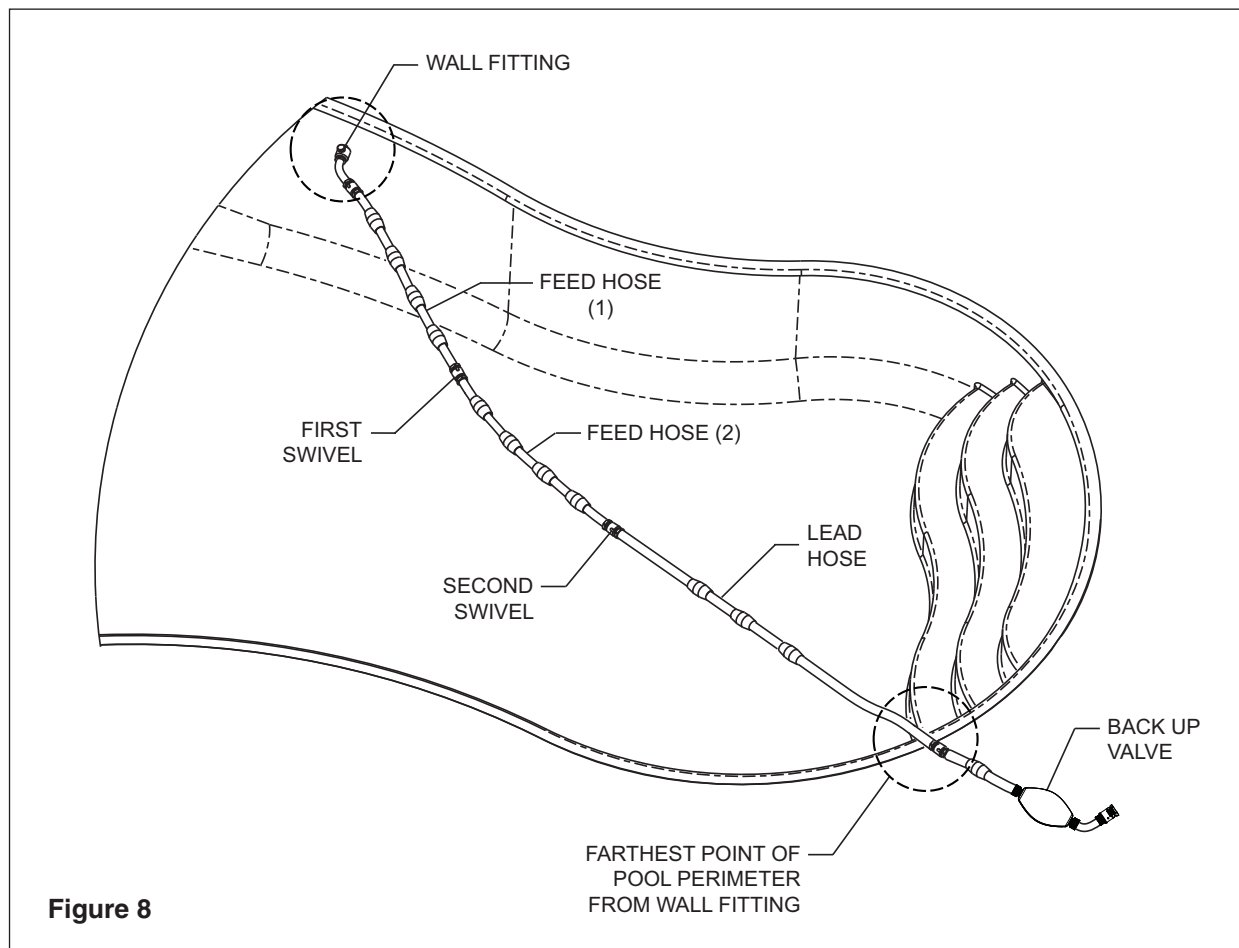 WALL FITTING
FEED HOSE
(1)
FIRST
SWIVEL
FEED HOSE (2)
LEAD
HOSE
SECOND
SWIVEL
BACK UP
VALVE
FARTHEST POINT OF
POOL PERIMETER
FROM WALL FITTING
Figure 8